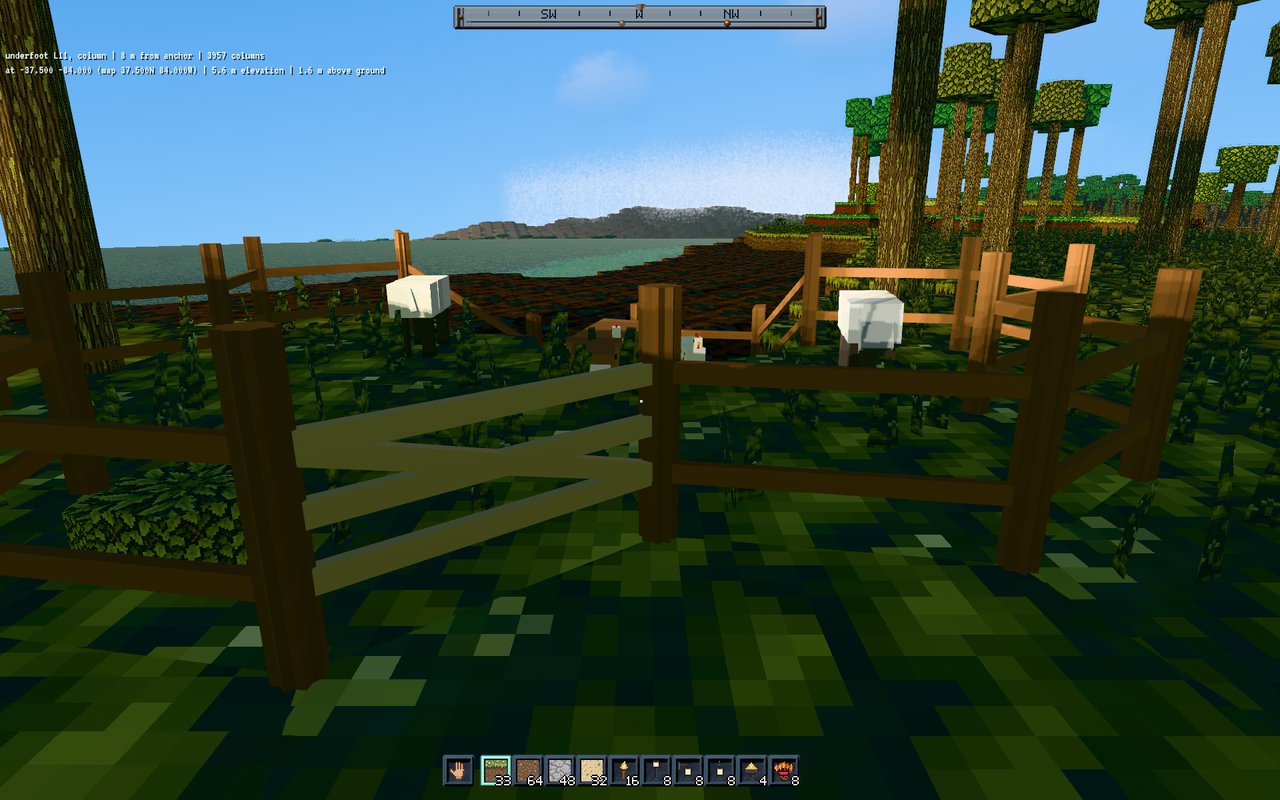 SW W NW
underfoot L11, column | 8 m from anchor | 3957 columns
at -37.500 -84.000 (map 37.500N 84.000W) | 5.6 m elevation | 1.6 m above ground
33 64 48 32 16 8 8 8 4 8